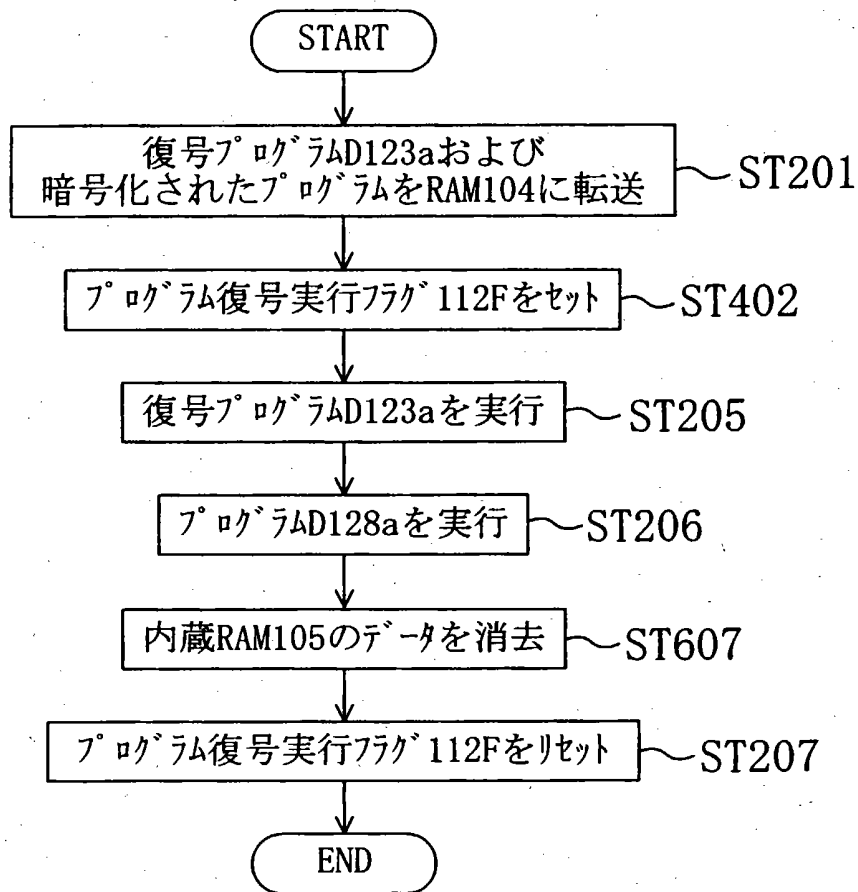 START
復号プログラムD123aおよび
暗号化されたプログラムをRAM104に転送
ST201
プログラム復号実行フラグ112Fをセット
ST402
復号プログラムD123aを実行
ST205
プログラムD128aを実行
ST206
内蔵RAM105のデータを消去
ST607
プログラム復号実行フラグ112Fをリセット
ST207
END